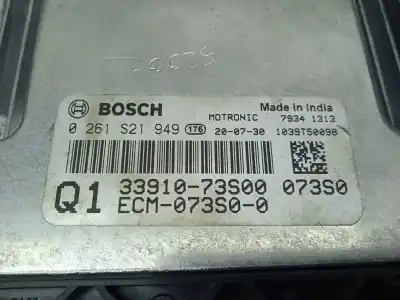 BOSCH
MOTRONIC
Made in India
7934 1313
0 261 S21 949 176 20-07-30 1039T50098
Q1
33910-73S00 073S0
ECM-073S0-0